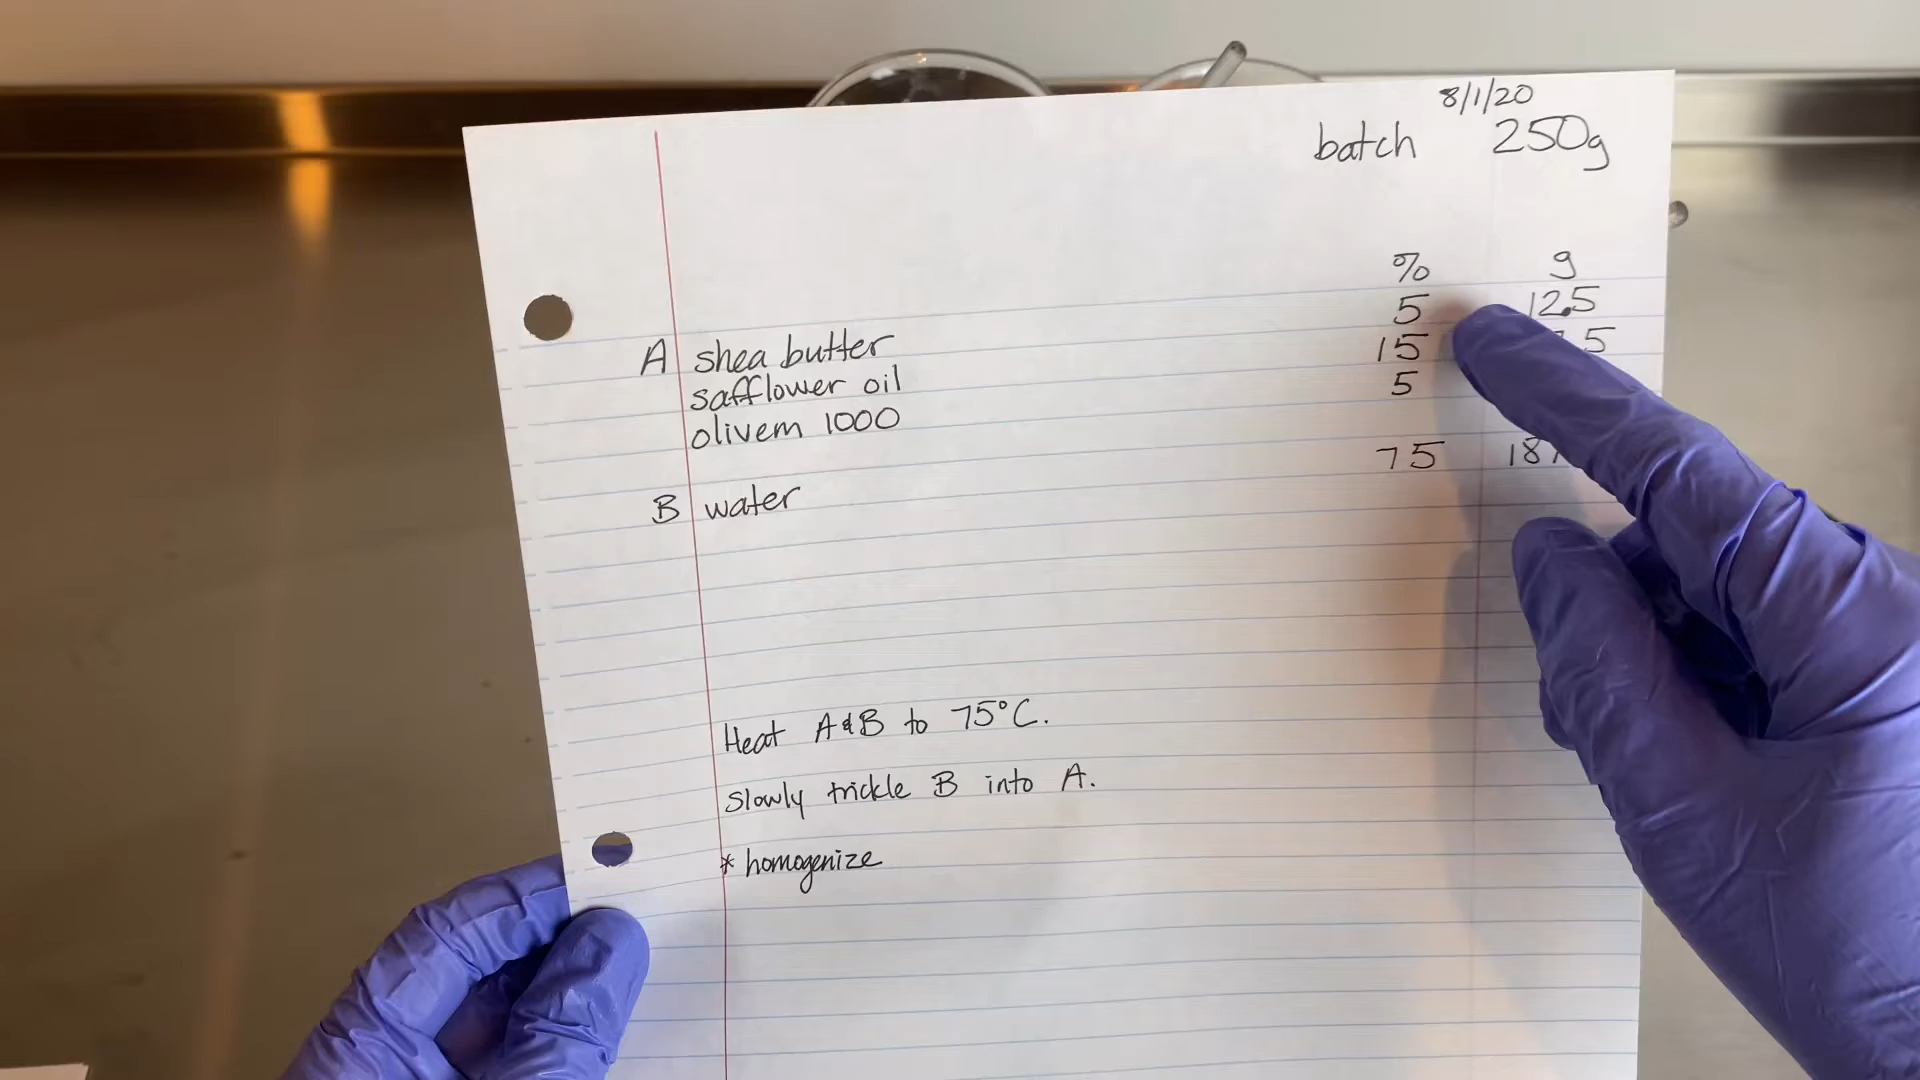 8/1/20
batch 250g
% g
A shea butter 5 12.5
safflower oil 15
olivem 1000 5
B water 75
Heat A & B to 75°C.
Slowly trickle B into A.
* homogenize